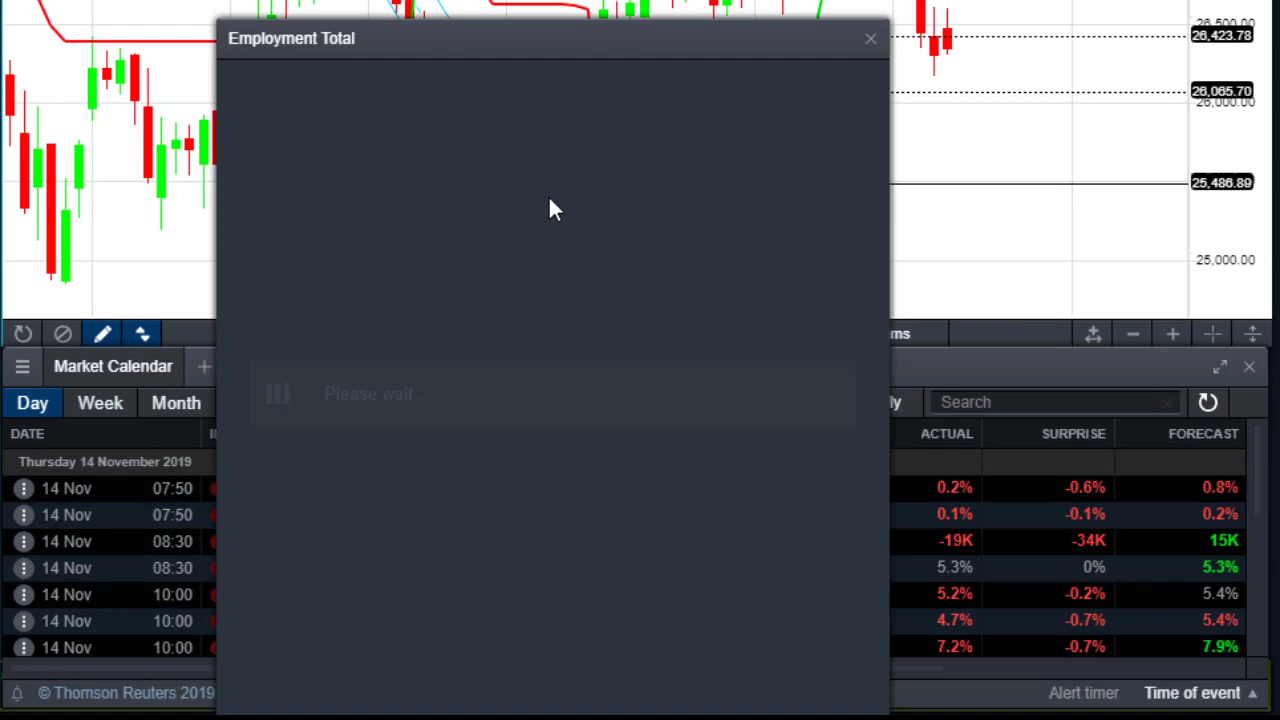 Employment Total
26,500.00
26,423.78
26,065.70
26,000.00
25,486.89
25,000.00
ns
Market Calendar
Day Week Month
ly
Search
DATE
ACTUAL SURPRISE FORECAST
Thursday 14 November 2019
14 Nov 07:50 0.2% -0.6% 0.8%
14 Nov 07:50 0.1% -0.1% 0.2%
14 Nov 08:30 -19K -34K 15K
14 Nov 08:30 5.3% 0% 5.3%
14 Nov 10:00 5.2% -0.2% 5.4%
14 Nov 10:00 4.7% -0.7% 5.4%
14 Nov 10:00 7.2% -0.7% 7.9%
Please wait...
© Thomson Reuters 2019
Alert timer Time of event